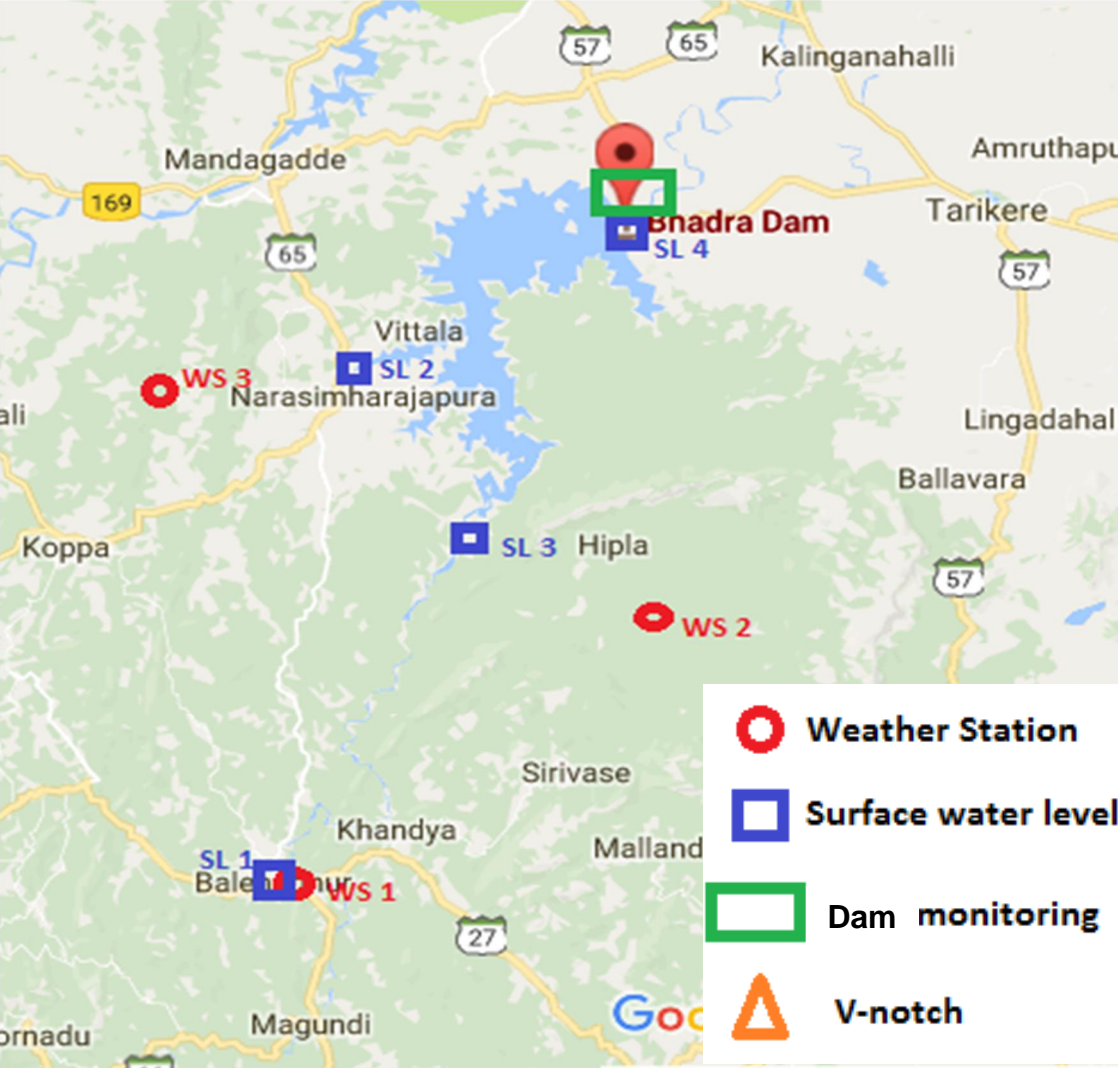 57
65
Kalinganahalli
Mandagadde
Amruthapu
169
Tarikere
Bhadra Dam
SL 4
65
57
Vittala
SL 2
WS 3
Narasimharajapura
ali
Lingadahal
Ballavara
Koppa
SL 3
Hipla
57
WS 2
Weather Station
Sirivase
Surface water level
Khandya
Malland
SL 1
WS 1
Dam monitoring
27
V-notch
Goo
Magundi
ornadu